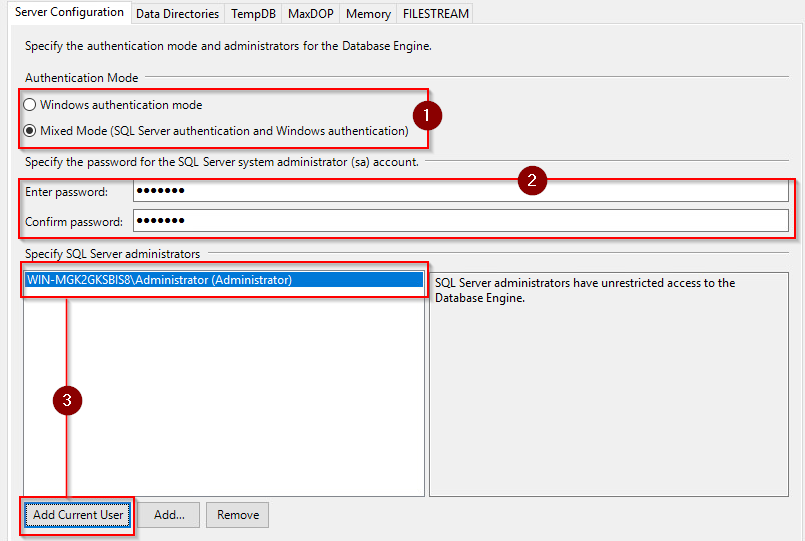 Server Configuration Data Directories TempDB MaxDOP Memory FILESTREAM
Specify the authentication mode and administrators for the Database Engine.
Authentication Mode
Windows authentication mode
1
Mixed Mode (SQL Server authentication and Windows authentication)
Specify the password for the SQL Server system administrator (sa) account.
2
Enter password: ●●●●●●●
Confirm password: ●●●●●●●
Specify SQL Server administrators
WIN-MGK2GKSBIS8\Administrator (Administrator)
SQL Server administrators have unrestricted access to the
Database Engine.
3
Add Current User Add... Remove